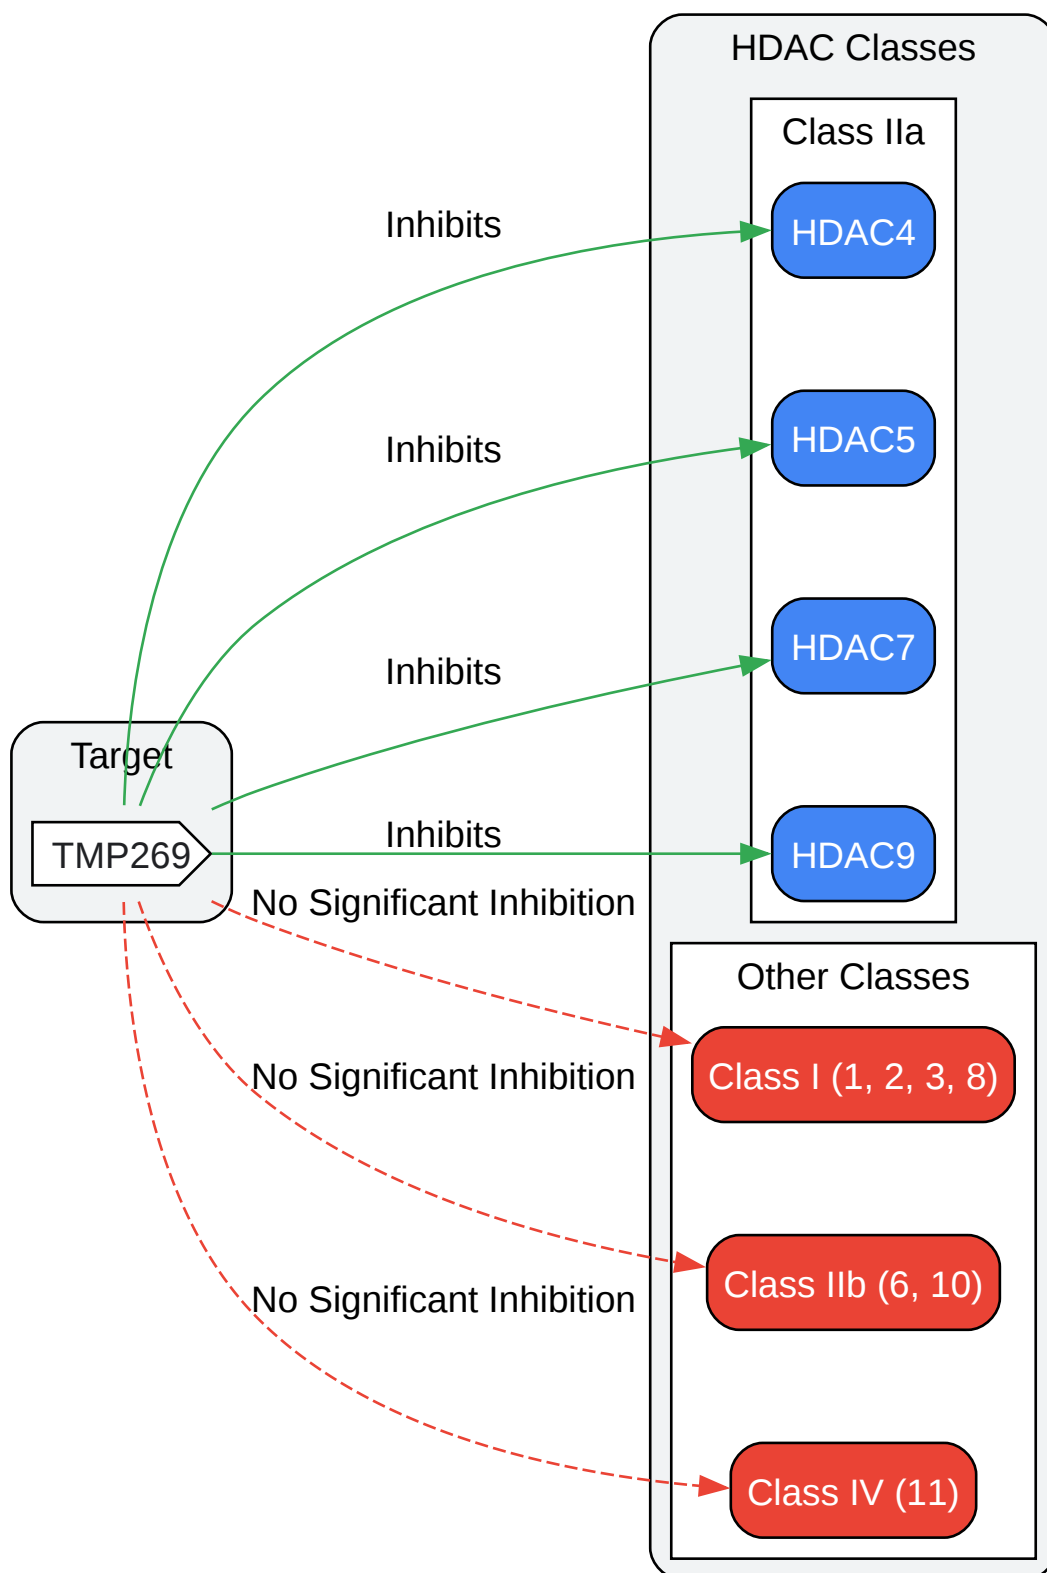 HDAC Classes
Class IIa
Inhibits
HDAC4
Inhibits
HDAC5
Inhibits
HDAC7
Target
Inhibits
TMP269
HDAC9
No Significant Inhibition
Other Classes
No Significant Inhibition
Class I (1, 2, 3, 8)
No Significant Inhibition
Class IIb (6, 10)
Class IV (11)